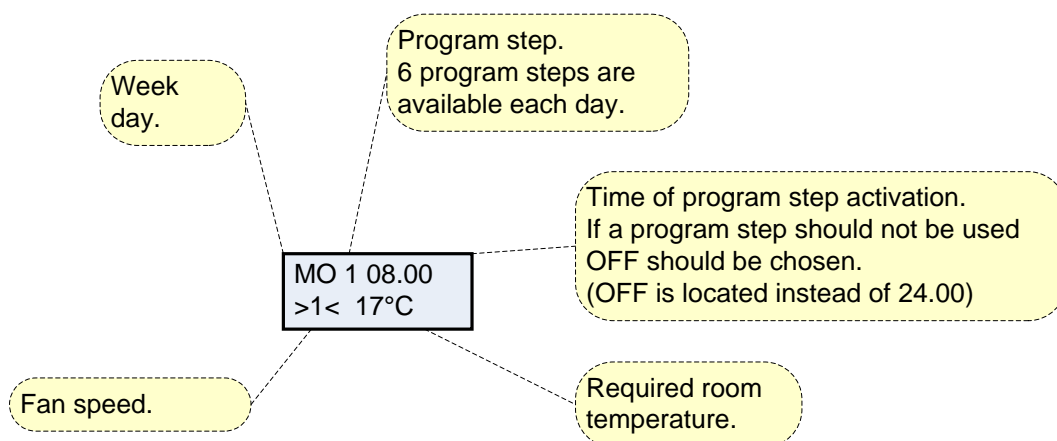 Program step.
6 program steps are
available each day.
Week
day.
Time of program step activation.
If a program step should not be used
OFF should be chosen.
(OFF is located instead of 24.00)
MO 1 08.00
>1<  17°C
Fan speed.
Required room
temperature.